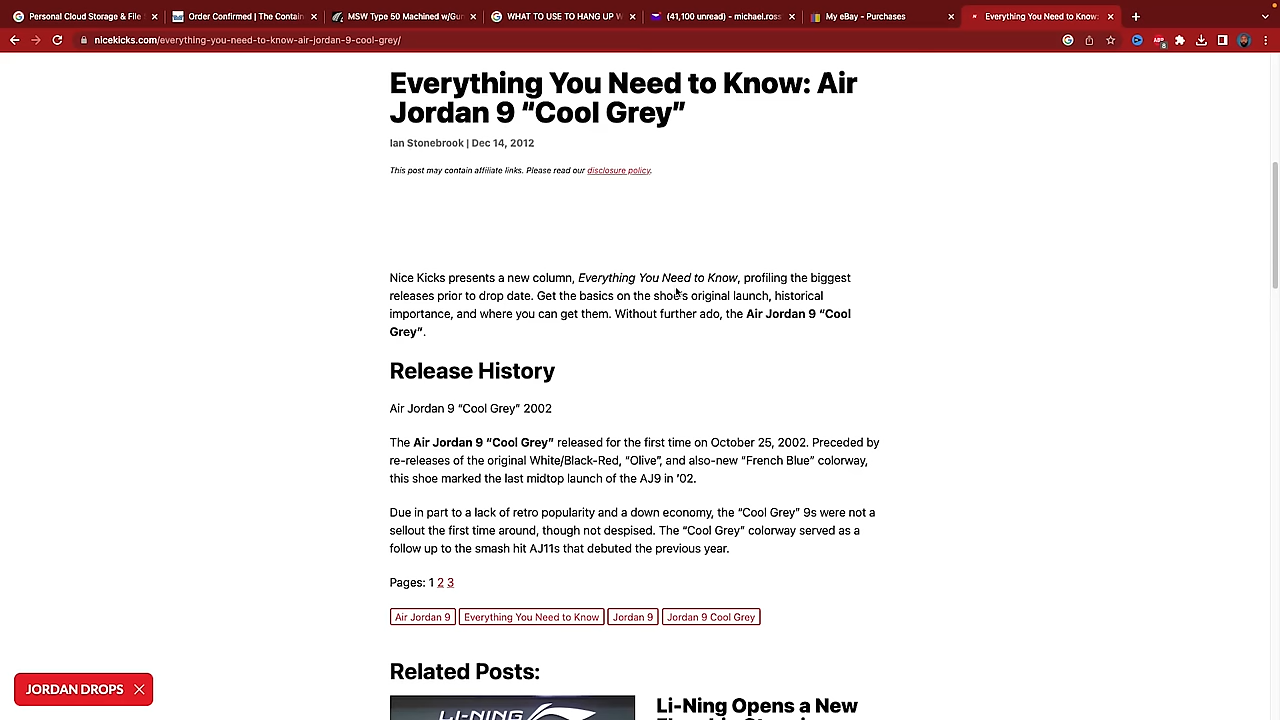 Personal Cloud Storage & File
Order Confirmed | The Contain
MSW Type 50 Machined w/Gun
WHAT TO USE TO HANG UP W
(41,100 unread) - michael.ross
My eBay - Purchases
Everything You Need to Know:
nicekicks.com/everything-you-need-to-know-air-jordan-9-cool-grey/
Everything You Need to Know: Air
Jordan 9 “Cool Grey”
Ian Stonebrook | Dec 14, 2012
This post may contain affiliate links. Please read our disclosure policy.
Nice Kicks presents a new column, Everything You Need to Know, profiling the biggest
releases prior to drop date. Get the basics on the shoe’s original launch, historical
importance, and where you can get them. Without further ado, the Air Jordan 9 “Cool
Grey”.
Release History
Air Jordan 9 “Cool Grey” 2002
The Air Jordan 9 “Cool Grey” released for the first time on October 25, 2002. Preceded by
re-releases of the original White/Black-Red, “Olive”, and also-new “French Blue” colorway,
this shoe marked the last midtop launch of the AJ9 in ’02.
Due in part to a lack of retro popularity and a down economy, the “Cool Grey” 9s were not a
sellout the first time around, though not despised. The “Cool Grey” colorway served as a
follow up to the smash hit AJ11s that debuted the previous year.
Pages: 1 2 3
Air Jordan 9 Everything You Need to Know Jordan 9 Jordan 9 Cool Grey
Related Posts:
LI-NING
Li-Ning Opens a New
JORDAN DROPS